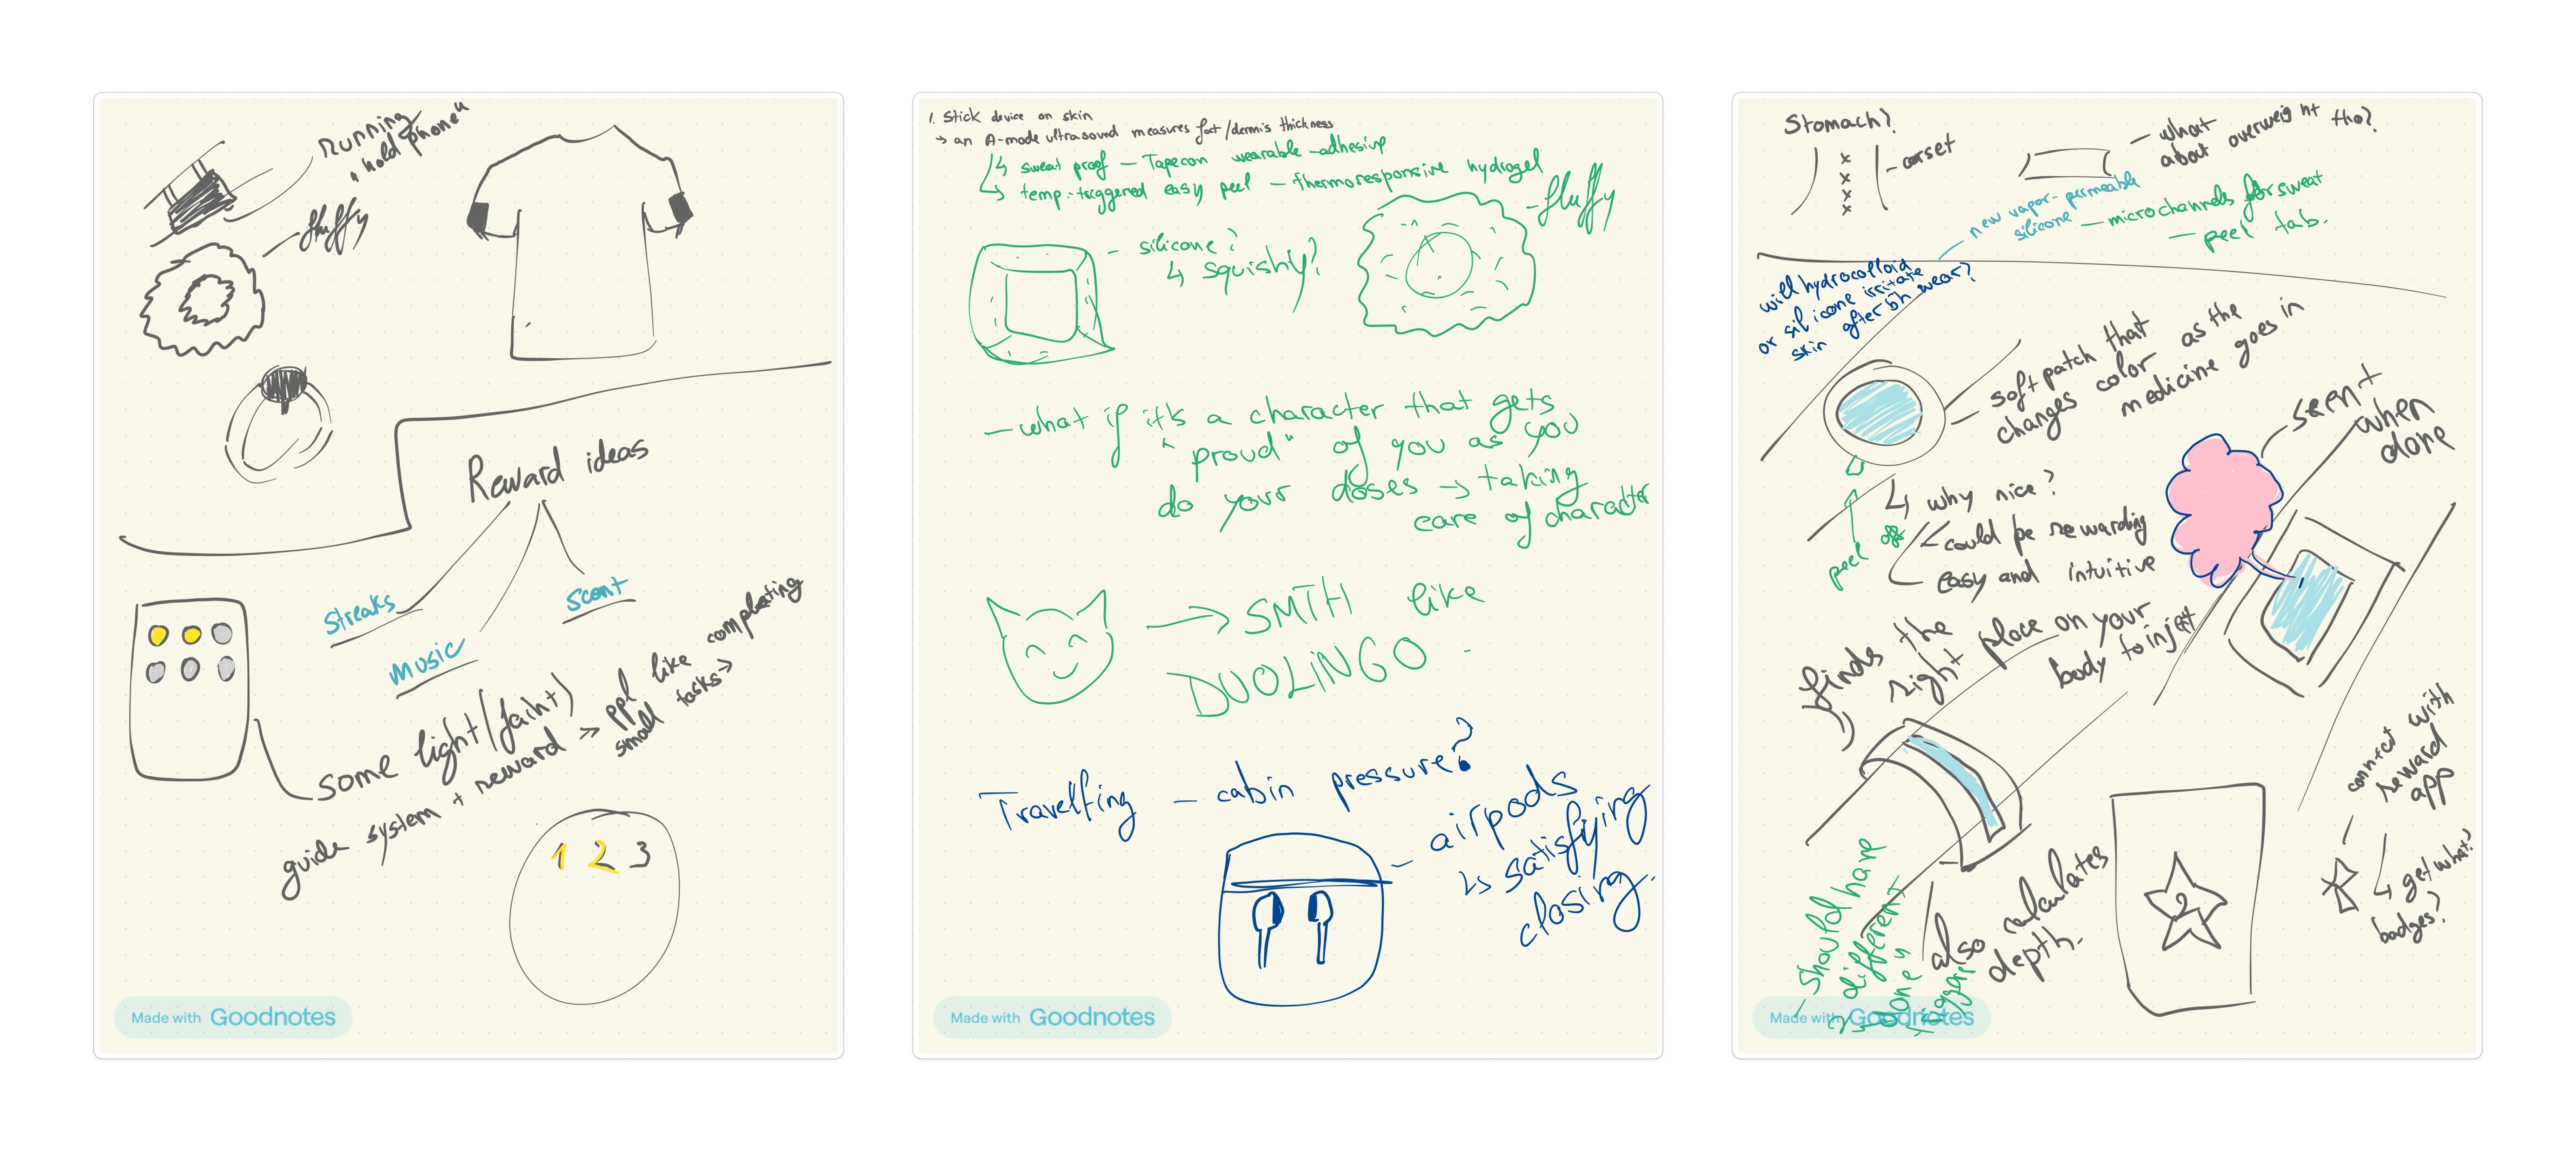 Running
"hold phone"
fluffy
Reward ideas
Streaks
Music
Scent
some light (faint)
guide system + reward >> ppl like completing
small tasks >>
1 2 3
Made with Goodnotes
1. Stick device on skin
→ an A-mode ultrasound measures fat/dermis thickness
↳ sweat proof — Tapecon wearable adhesive
↳ temp-triggered easy peel — thermoresponsive hydrogel
- fluffy
- silicone?
↳ squishy?
- what if it's a character that gets
"proud" of you as you
do your doses → taking
care of character
→ SMTH like
DUOLINGO
Travelling — cabin pressure?
- airpods
↳ satisfying
closing.
Made with Goodnotes
Stomach?
- corset
x
x
x
x
- what
about overweight tho?
new vapor-permeable
silicone
- microchannels for sweat
- peel tab.
will hydrocolloid
or silicone irritate
skin after 5h wear?
soft patch that
changes color as the
medicine goes in
peel off
↳ why nice?
could be rewarding
easy and intuitive
scent
when
done
finds the
right place on your
body to inject
also calculates
depth.
- Should have
2 different
done
triggers
2
connect with
reward
app
↳ get what?
badges?
Made with Goodnotes